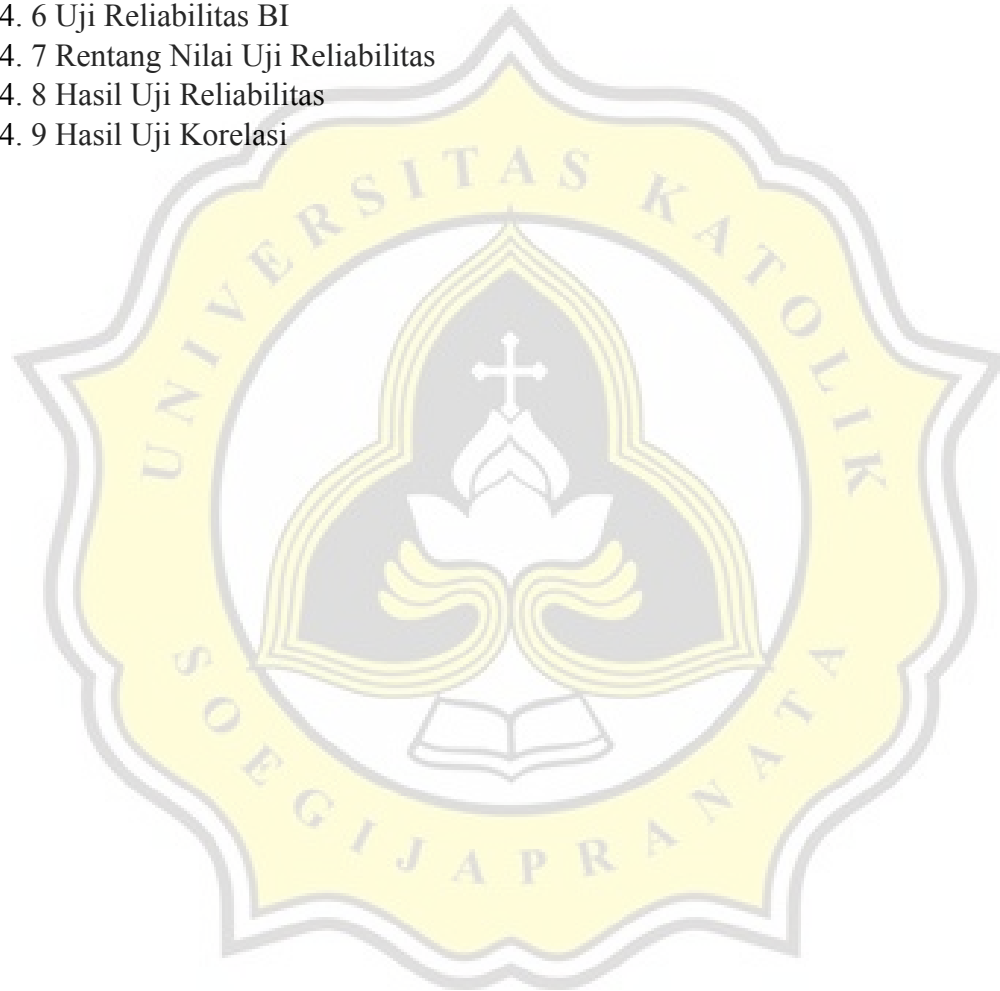 4. 6 Uji Reliabilitas BI
4. 7 Rentang Nilai Uji Reliabilitas
4. 8 Hasil Uji Reliabilitas
4. 9 Hasil Uji Korelasi
UNIVERSITAS KATOLIK
SOEGIJAPRANATA